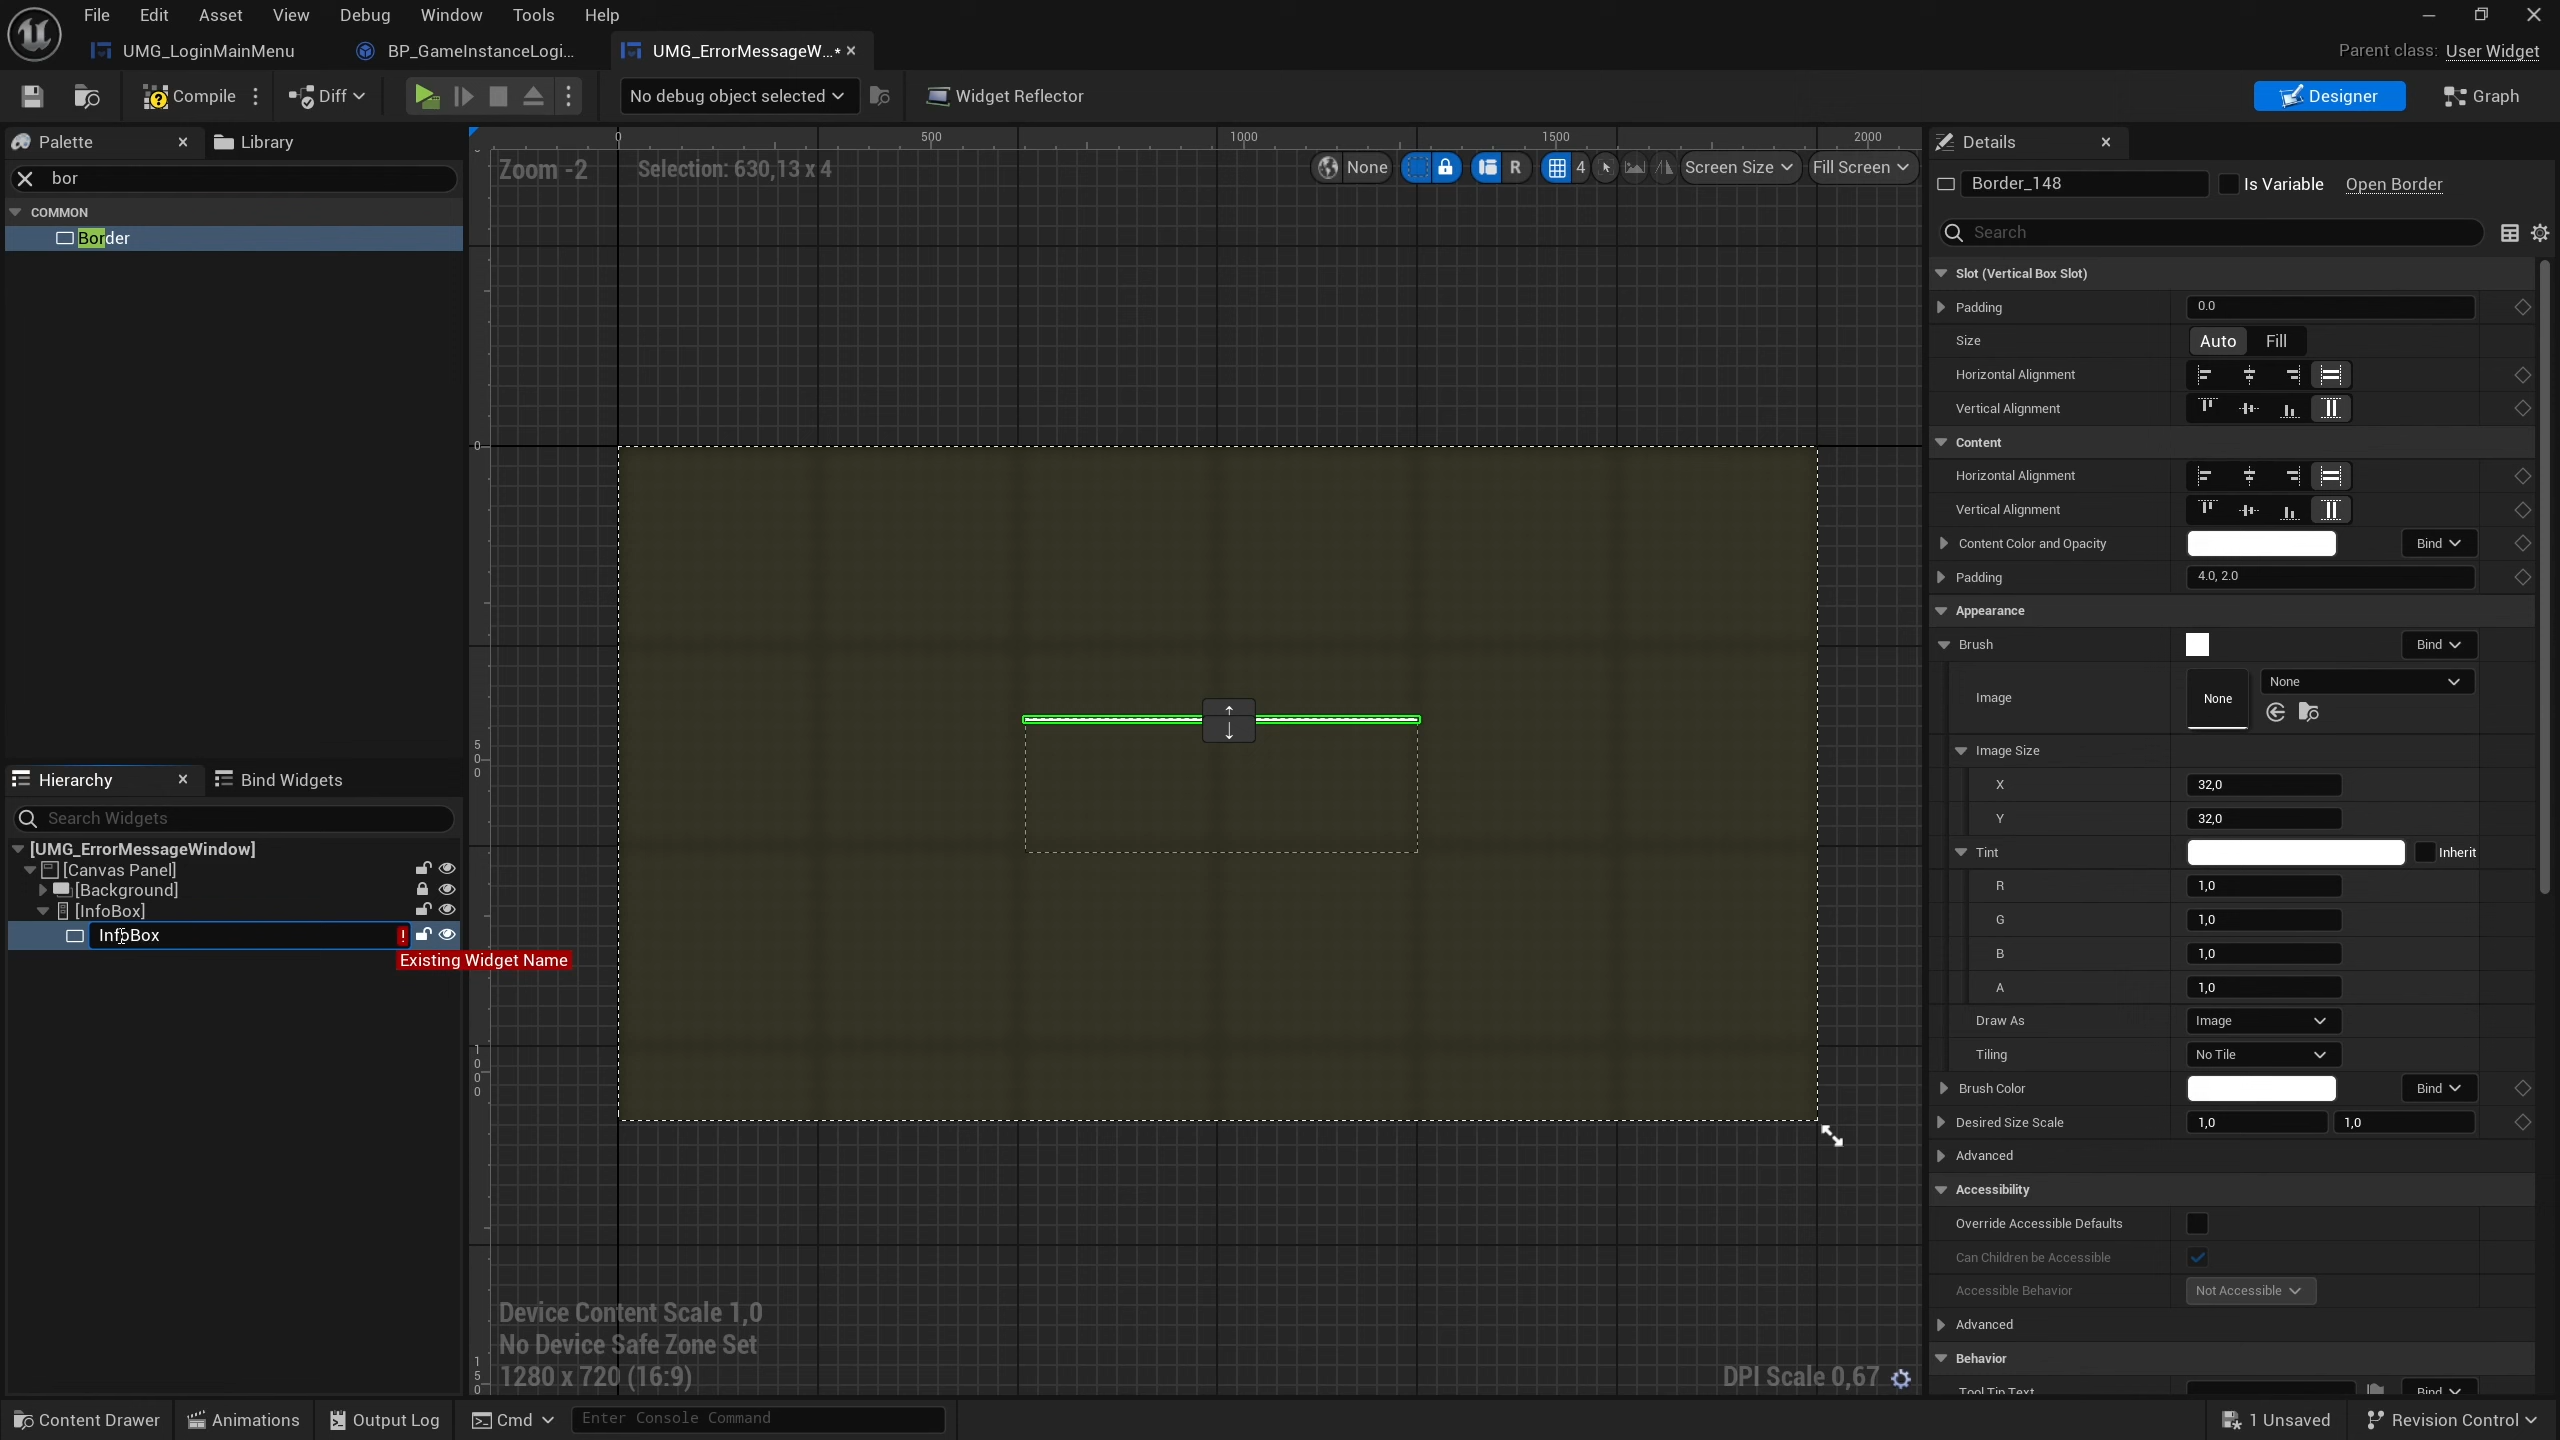 File Edit Asset View Debug Window Tools Help
UMG_LoginMainMenu
BP_GameInstanceLogi...
UMG_ErrorMessageW...*
Parent class: User Widget
Compile
Diff
No debug object selected
Widget Reflector
Designer
Graph
Palette
Library
bor
COMMON
Border
Hierarchy
Bind Widgets
Search Widgets
[UMG_ErrorMessageWindow]
[Canvas Panel]
[Background]
[InfoBox]
InfoBox
!
Existing Widget Name
0 500 1000 1500 2000
Zoom -2
Selection: 630,13 x 4
None
R
4
Screen Size
Fill Screen
0
500
1000
150
Device Content Scale 1,0
No Device Safe Zone Set
1280 x 720 (16:9)
DPI Scale 0,67
Details
Border_148
Is Variable
Open Border
Search
Slot (Vertical Box Slot)
Padding 0.0
Size Auto Fill
Horizontal Alignment
Vertical Alignment
Content
Horizontal Alignment
Vertical Alignment
Content Color and Opacity Bind
Padding 4.0, 2.0
Appearance
Brush Bind
Image None None
Image Size
X 32,0
Y 32,0
Tint Inherit
R 1,0
G 1,0
B 1,0
A 1,0
Draw As Image
Tiling No Tile
Brush Color Bind
Desired Size Scale 1,0 1,0
Advanced
Accessibility
Override Accessible Defaults
Can Children be Accessible
Accessible Behavior Not Accessible
Advanced
Behavior
Tool Tip Text Bind
Content Drawer
Animations
Output Log
Cmd
Enter Console Command
1 Unsaved
Revision Control